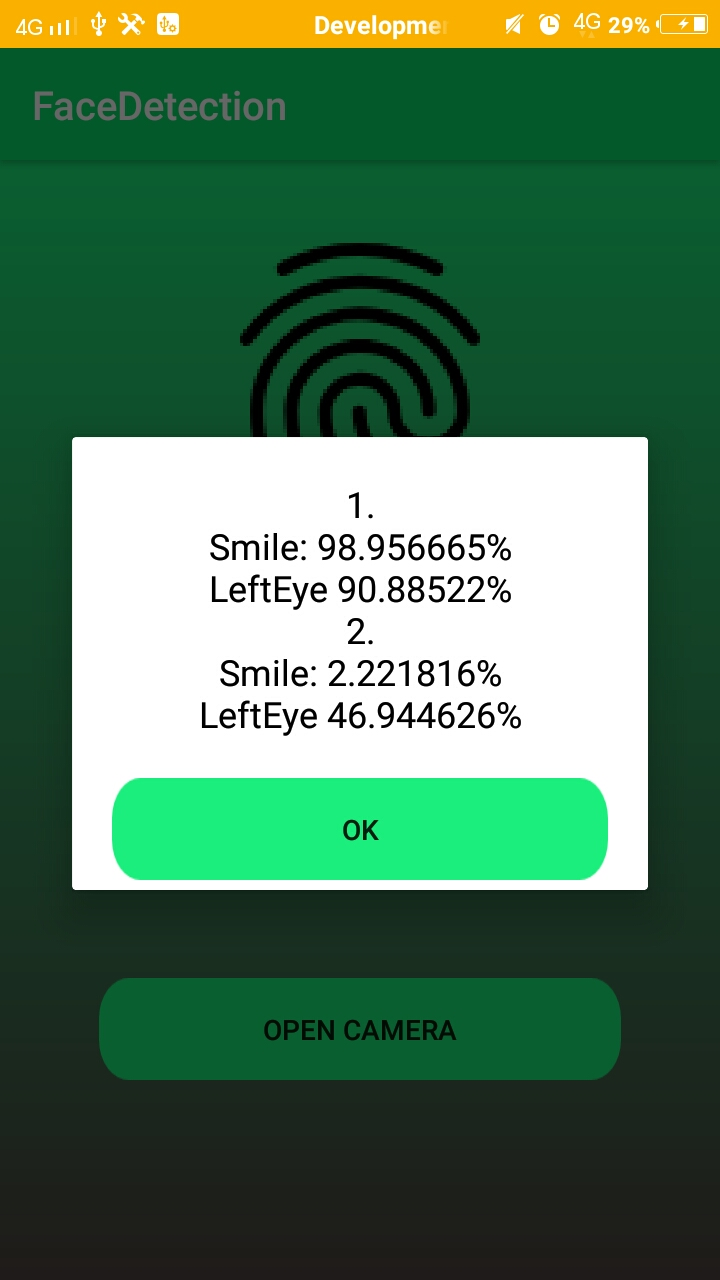 4G Developme 4G 29%
FaceDetection
1.
Smile: 98.956665%
LeftEye 90.88522%
2.
Smile: 2.221816%
LeftEye 46.944626%
OK
OPEN CAMERA